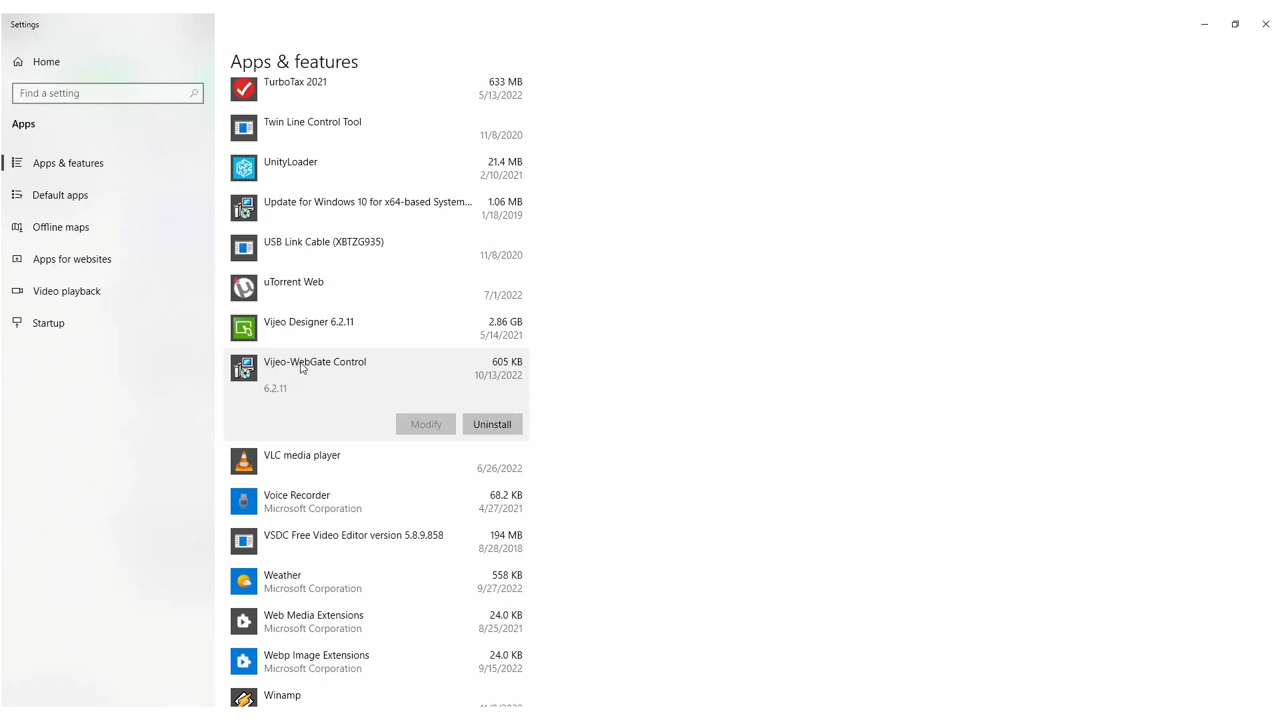 Settings
Home
Find a setting
Apps
Apps & features
Default apps
Offline maps
Apps for websites
Video playback
Startup
Apps & features
TurboTax 2021 633 MB
5/13/2022
Twin Line Control Tool
11/8/2020
UnityLoader 21.4 MB
2/10/2021
Update for Windows 10 for x64-based System... 1.06 MB
1/18/2019
USB Link Cable (XBTZG935)
11/8/2020
uTorrent Web
7/1/2022
Vijeo Designer 6.2.11 2.86 GB
5/14/2021
Vijeo-WebGate Control 605 KB
10/13/2022
6.2.11
Modify Uninstall
VLC media player
6/26/2022
Voice Recorder 68.2 KB
Microsoft Corporation 4/27/2021
VSDC Free Video Editor version 5.8.9.858 194 MB
8/28/2018
Weather 558 KB
Microsoft Corporation 9/27/2022
Web Media Extensions 24.0 KB
Microsoft Corporation 8/25/2021
Webp Image Extensions 24.0 KB
Microsoft Corporation 9/15/2022
Winamp